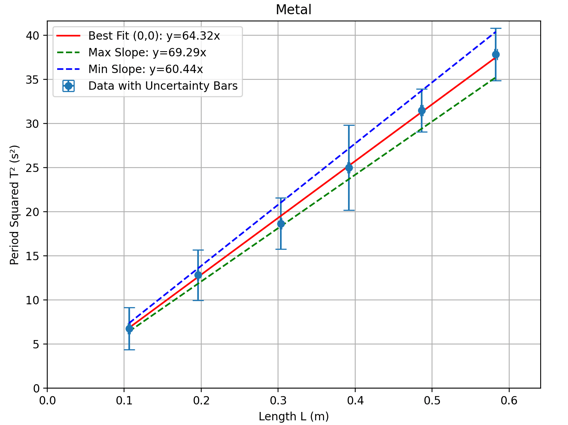 Metal
Best Fit (0,0): y=64.32x
Max Slope: y=69.29x
Min Slope: y=60.44x
Data with Uncertainty Bars
40
35
30
25
20
15
10
5
0
Period Squared T² (s²)
0.0 0.1 0.2 0.3 0.4 0.5 0.6
Length L (m)